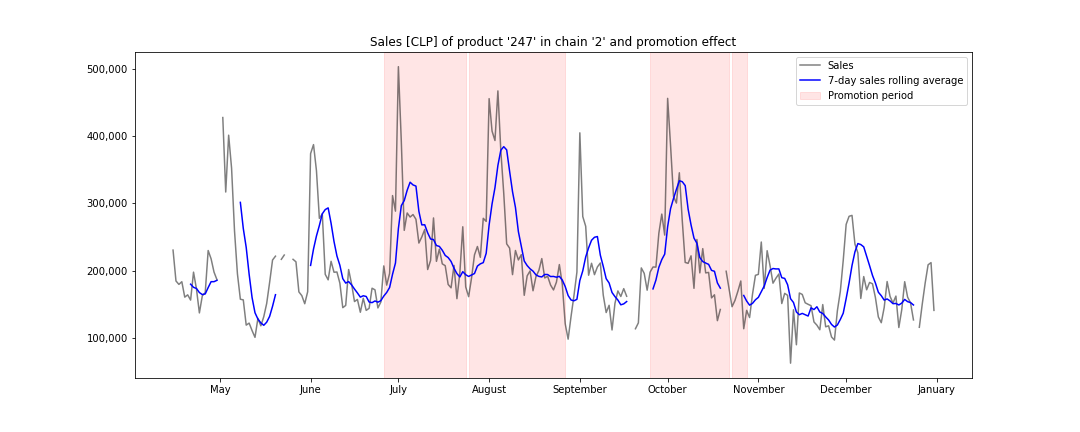 Sales [CLP] of product '247' in chain '2' and promotion effect
Sales
7-day sales rolling average
Promotion period
500,000
400,000
300,000
200,000
100,000
May
June
July
August
September
October
November
December
January